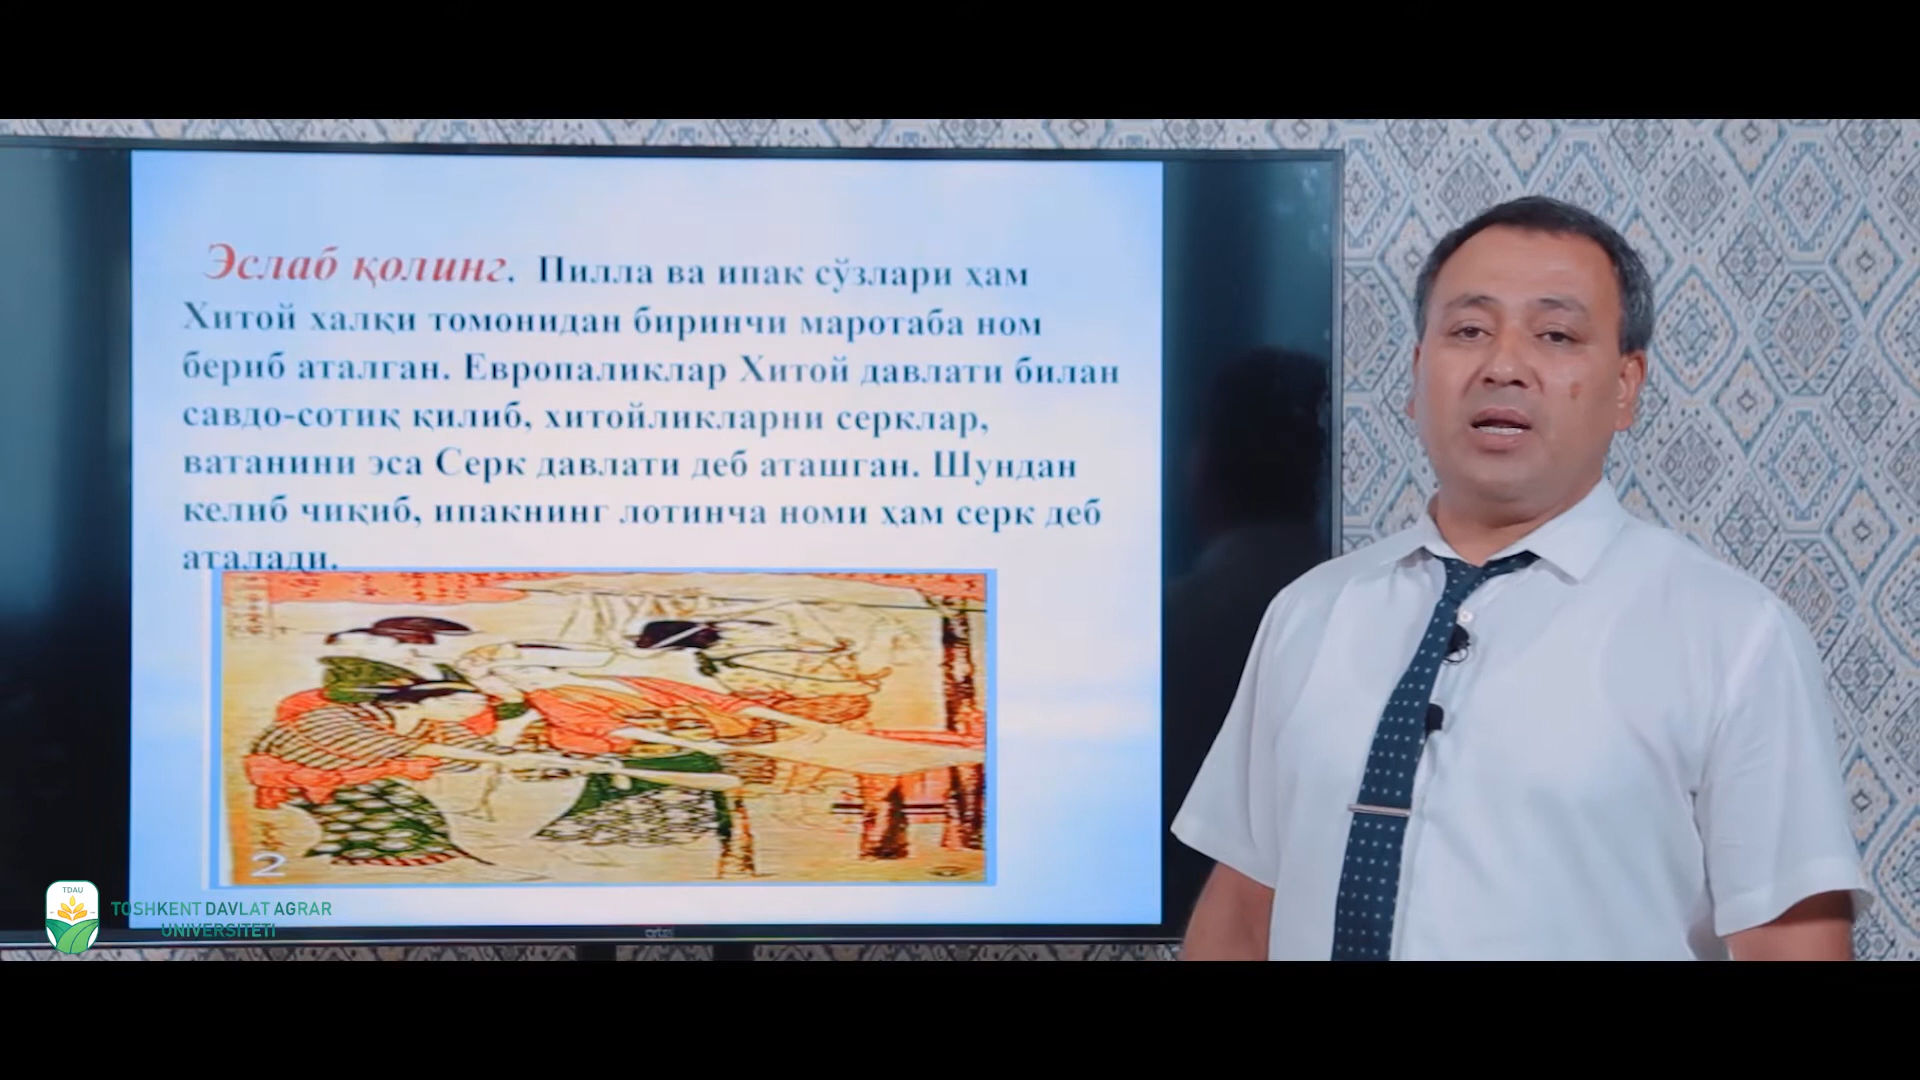 Эслаб қолинг. Пилла ва ипак сўзлари ҳам
Хитой халқи томонидан биринчи маротаба ном
бериб аталган. Европаликлар Хитой давлати билан
савдо-сотиқ қилиб, хитойликларни серклар,
ватанини эса Серк давлати деб аташган. Шундан
келиб чиқиб, ипакнинг лотинча номи ҳам серк деб
аталади.
2
TDAU
TOSHKENT DAVLAT AGRAR
UNIVERSITETI
artel